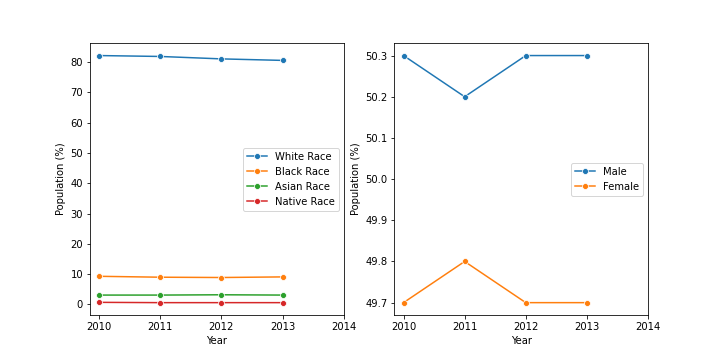 80
70
60
50
40
30
20
10
0
Population (%)
2010 2011 2012 2013 2014
Year
White Race
Black Race
Asian Race
Native Race
50.3
50.2
50.1
50.0
49.9
49.8
49.7
Population (%)
2010 2011 2012 2013 2014
Year
Male
Female